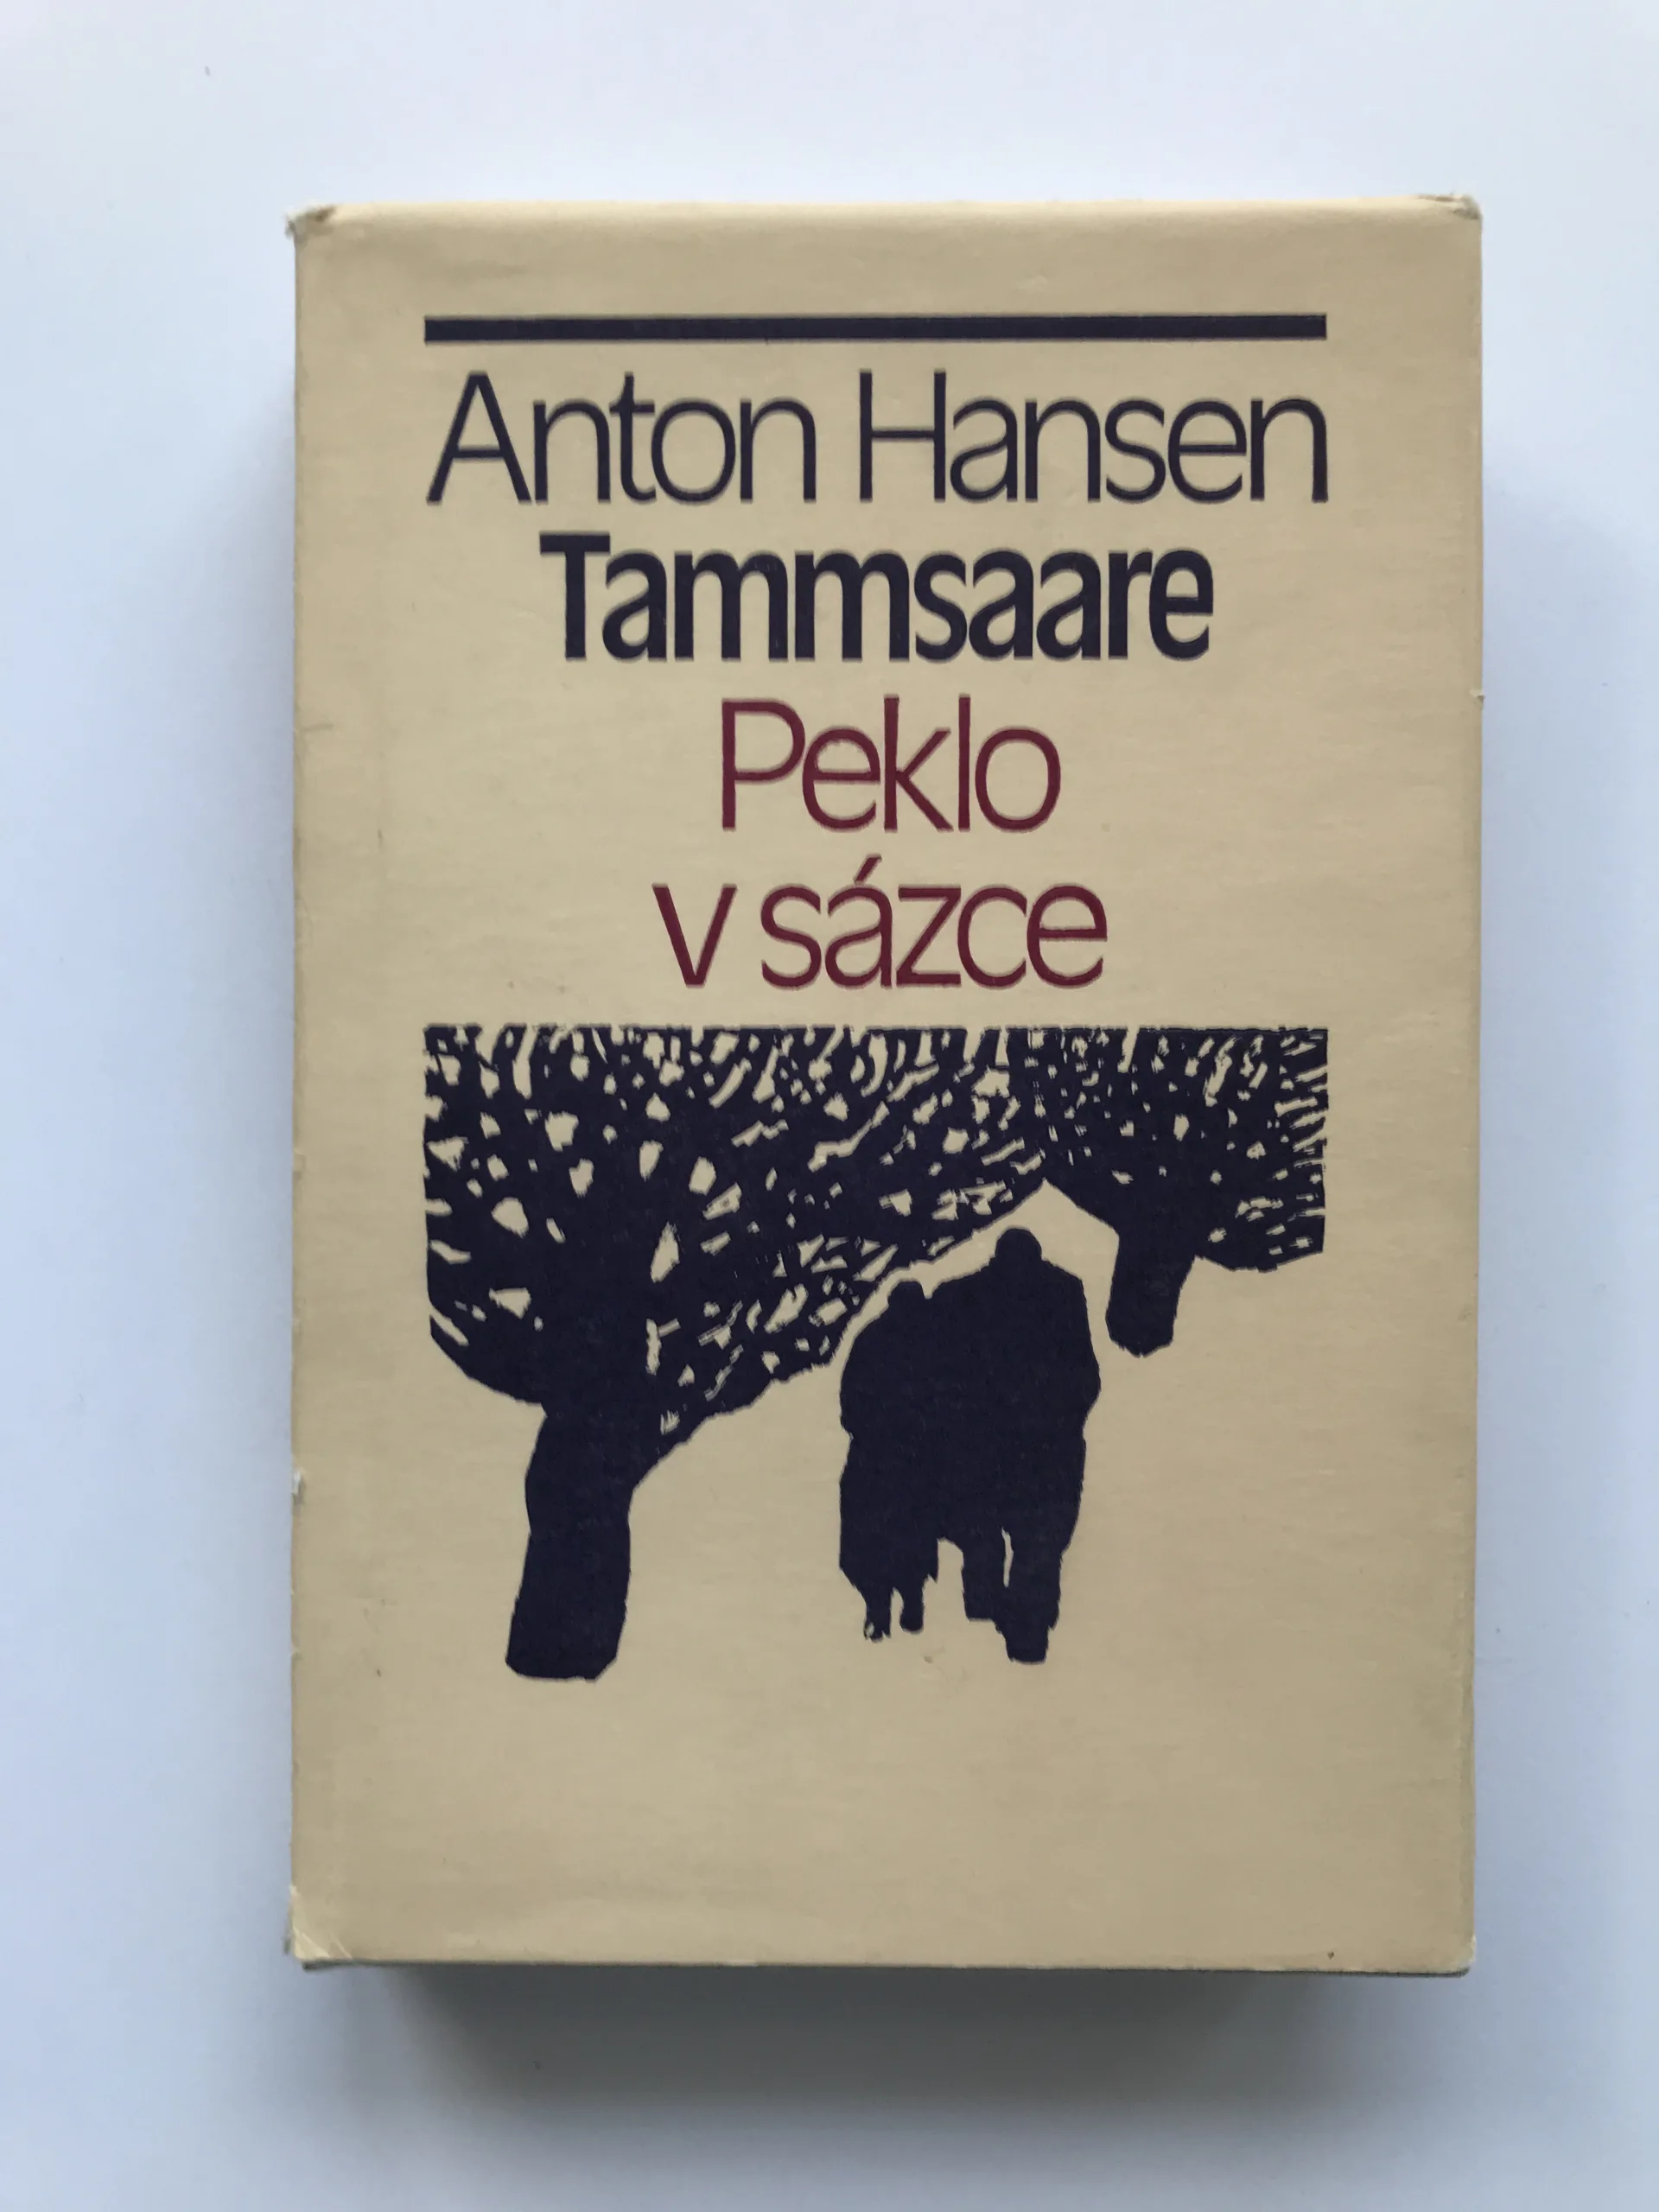 Anton Hansen
Tammsaare
Peklo
v sázce